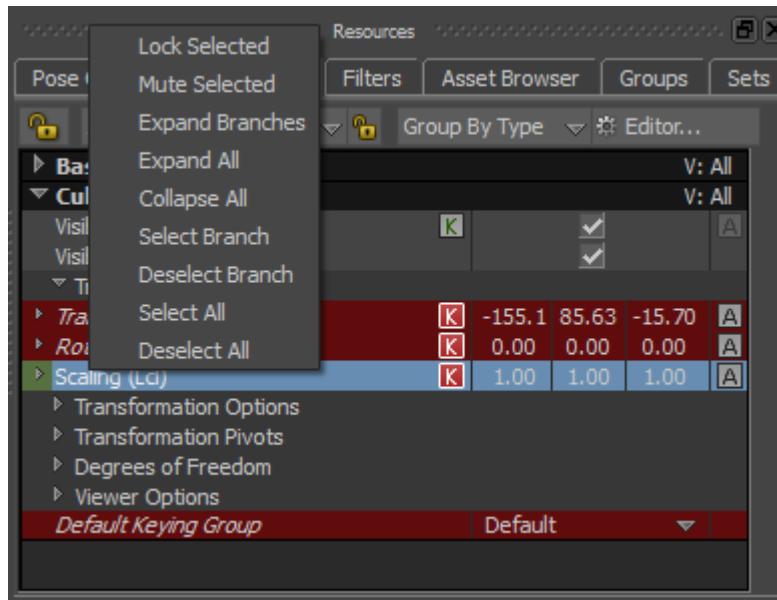 Resources
Pose
Filters
Asset Browser
Groups
Sets
Group By Type
Editor...
Lock Selected
Mute Selected
Expand Branches
Expand All
Collapse All
Select Branch
Deselect Branch
Select All
Deselect All
V: All
V: All
K
A
K -155.1 85.63 -15.70 A
K 0.00 0.00 0.00 A
Scaling (Lcl) K 1.00 1.00 1.00 A
Transformation Options
Transformation Pivots
Degrees of Freedom
Viewer Options
Default Keying Group Default